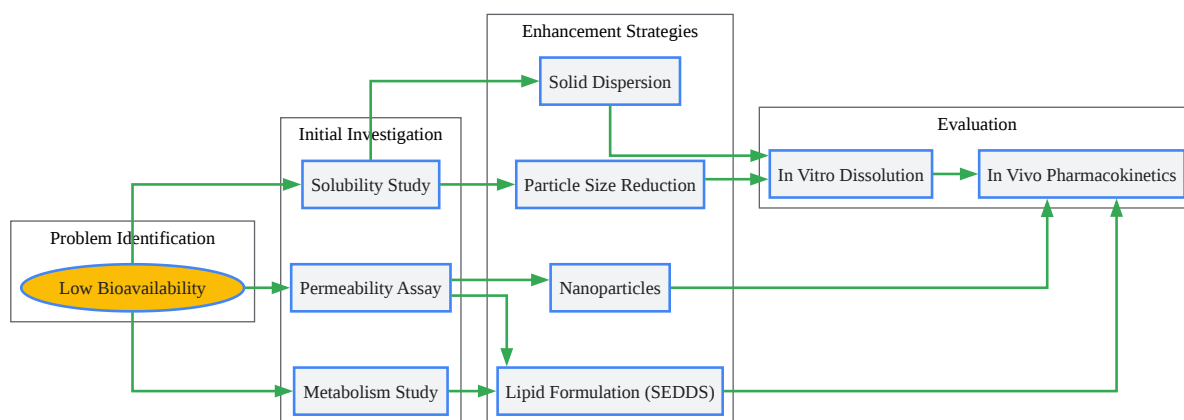 Problem Identification
Low Bioavailability
Initial Investigation
Solubility Study
Permeability Assay
Metabolism Study
Enhancement Strategies
Solid Dispersion
Particle Size Reduction
Nanoparticles
Lipid Formulation (SEDDS)
Evaluation
In Vitro Dissolution
In Vivo Pharmacokinetics